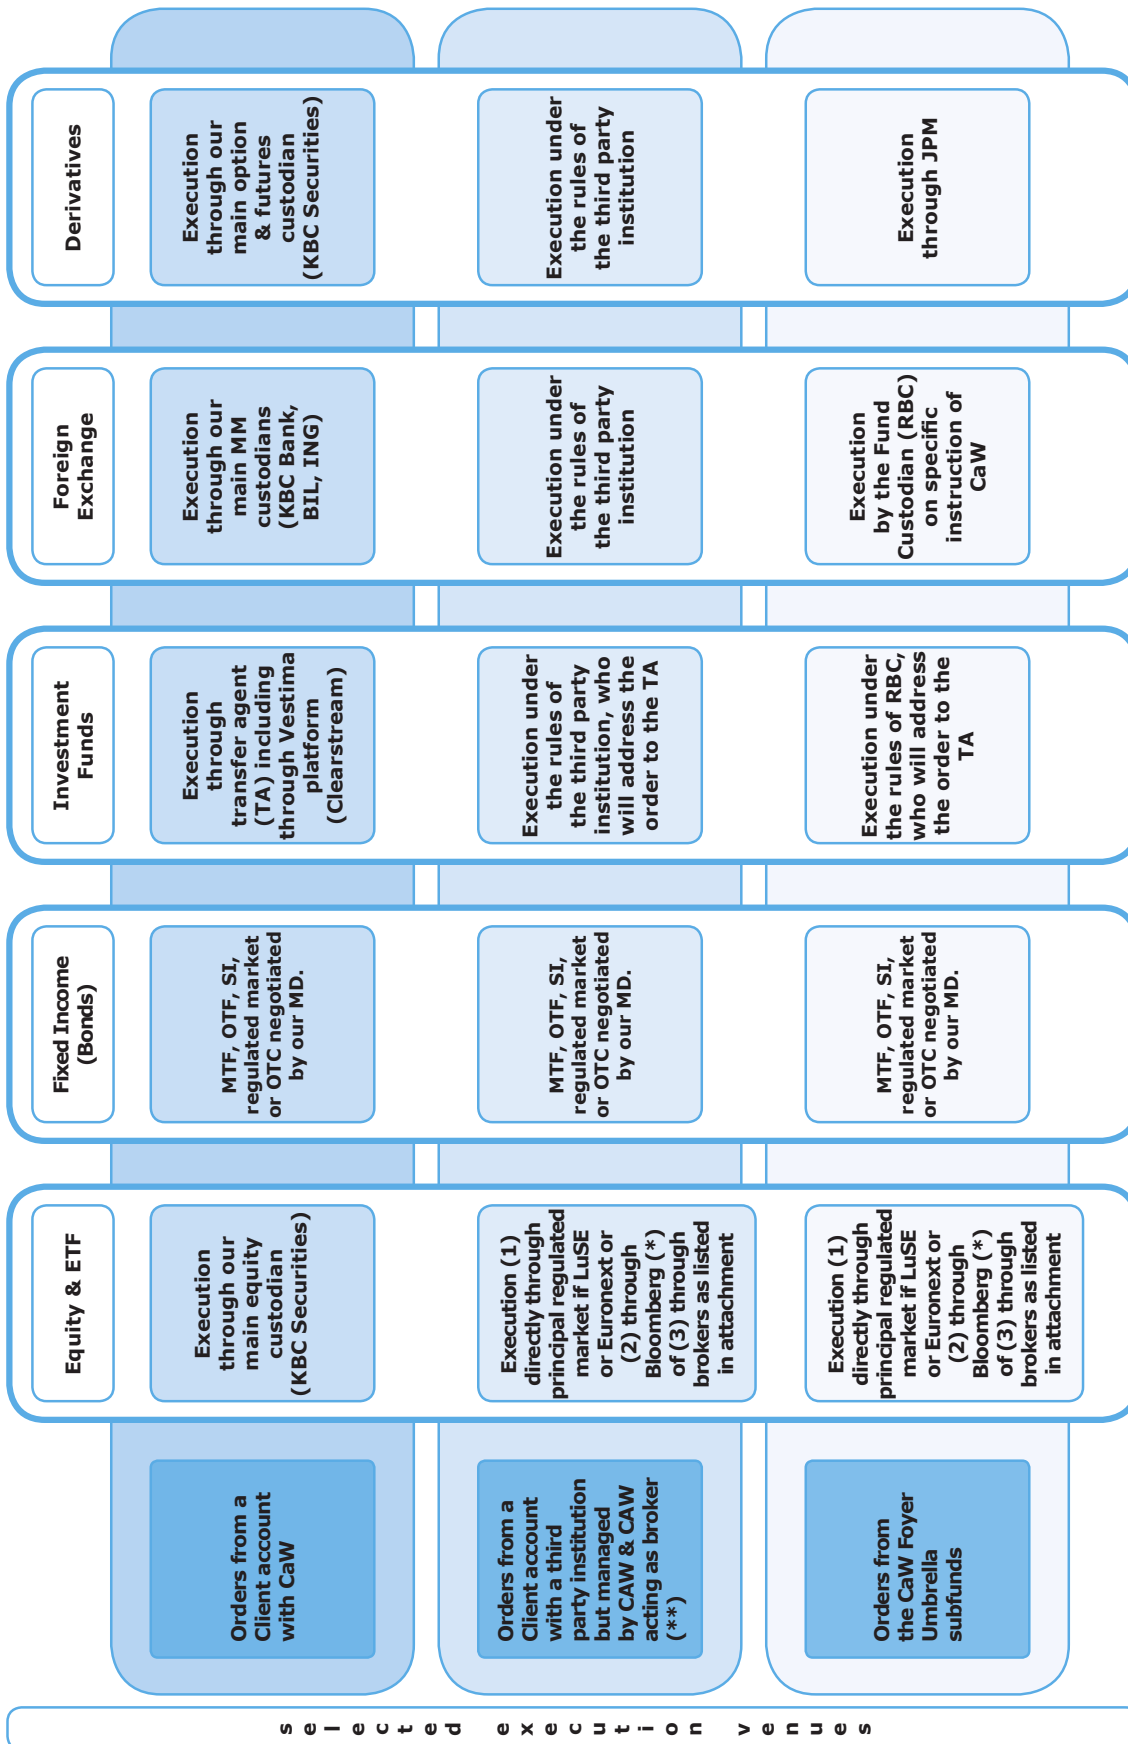 selected execution venues
Equity & ETF
Fixed Income
(Bonds)
Investment
Funds
Foreign
Exchange
Derivatives
Orders from a
Client account
with CaW
Execution
through our
main equity
custodian
(KBC Securities)
MTF, OTF, SI,
regulated market
or OTC negotiated
by our MD.
Execution
through
transfer agent
(TA) including
through Vestima
platform
(Clearstream)
Execution
through our
main MM
custodians
(KBC Bank,
BIL, ING)
Execution
through our
main option
& futures
custodian
(KBC Securities)
Orders from a
Client account
with a third
party institution
but managed
by CAW & CAW
acting as broker
(**)
Execution (1)
directly through
principal regulated
market if LuSE
or Euronext or
(2) through
Bloomberg (*)
of (3) through
brokers as listed
in attachment
MTF, OTF, SI,
regulated market
or OTC negotiated
by our MD.
Execution under
the rules of
the third party
institution, who
will address the
order to the TA
Execution under
the rules of
the third party
institution
Execution under
the rules of
the third party
institution
Orders from
the CaW Foyer
Umbrella
subfunds
Execution (1)
directly through
principal regulated
market if LuSE
or Euronext or
(2) through
Bloomberg (*)
of (3) through
brokers as listed
in attachment
MTF, OTF, SI,
regulated market
or OTC negotiated
by our MD.
Execution under
the rules of RBC,
who will address
the order to the
TA
Execution
by the Fund
Custodian (RBC)
on specific
instruction of
CaW
Execution
through JPM